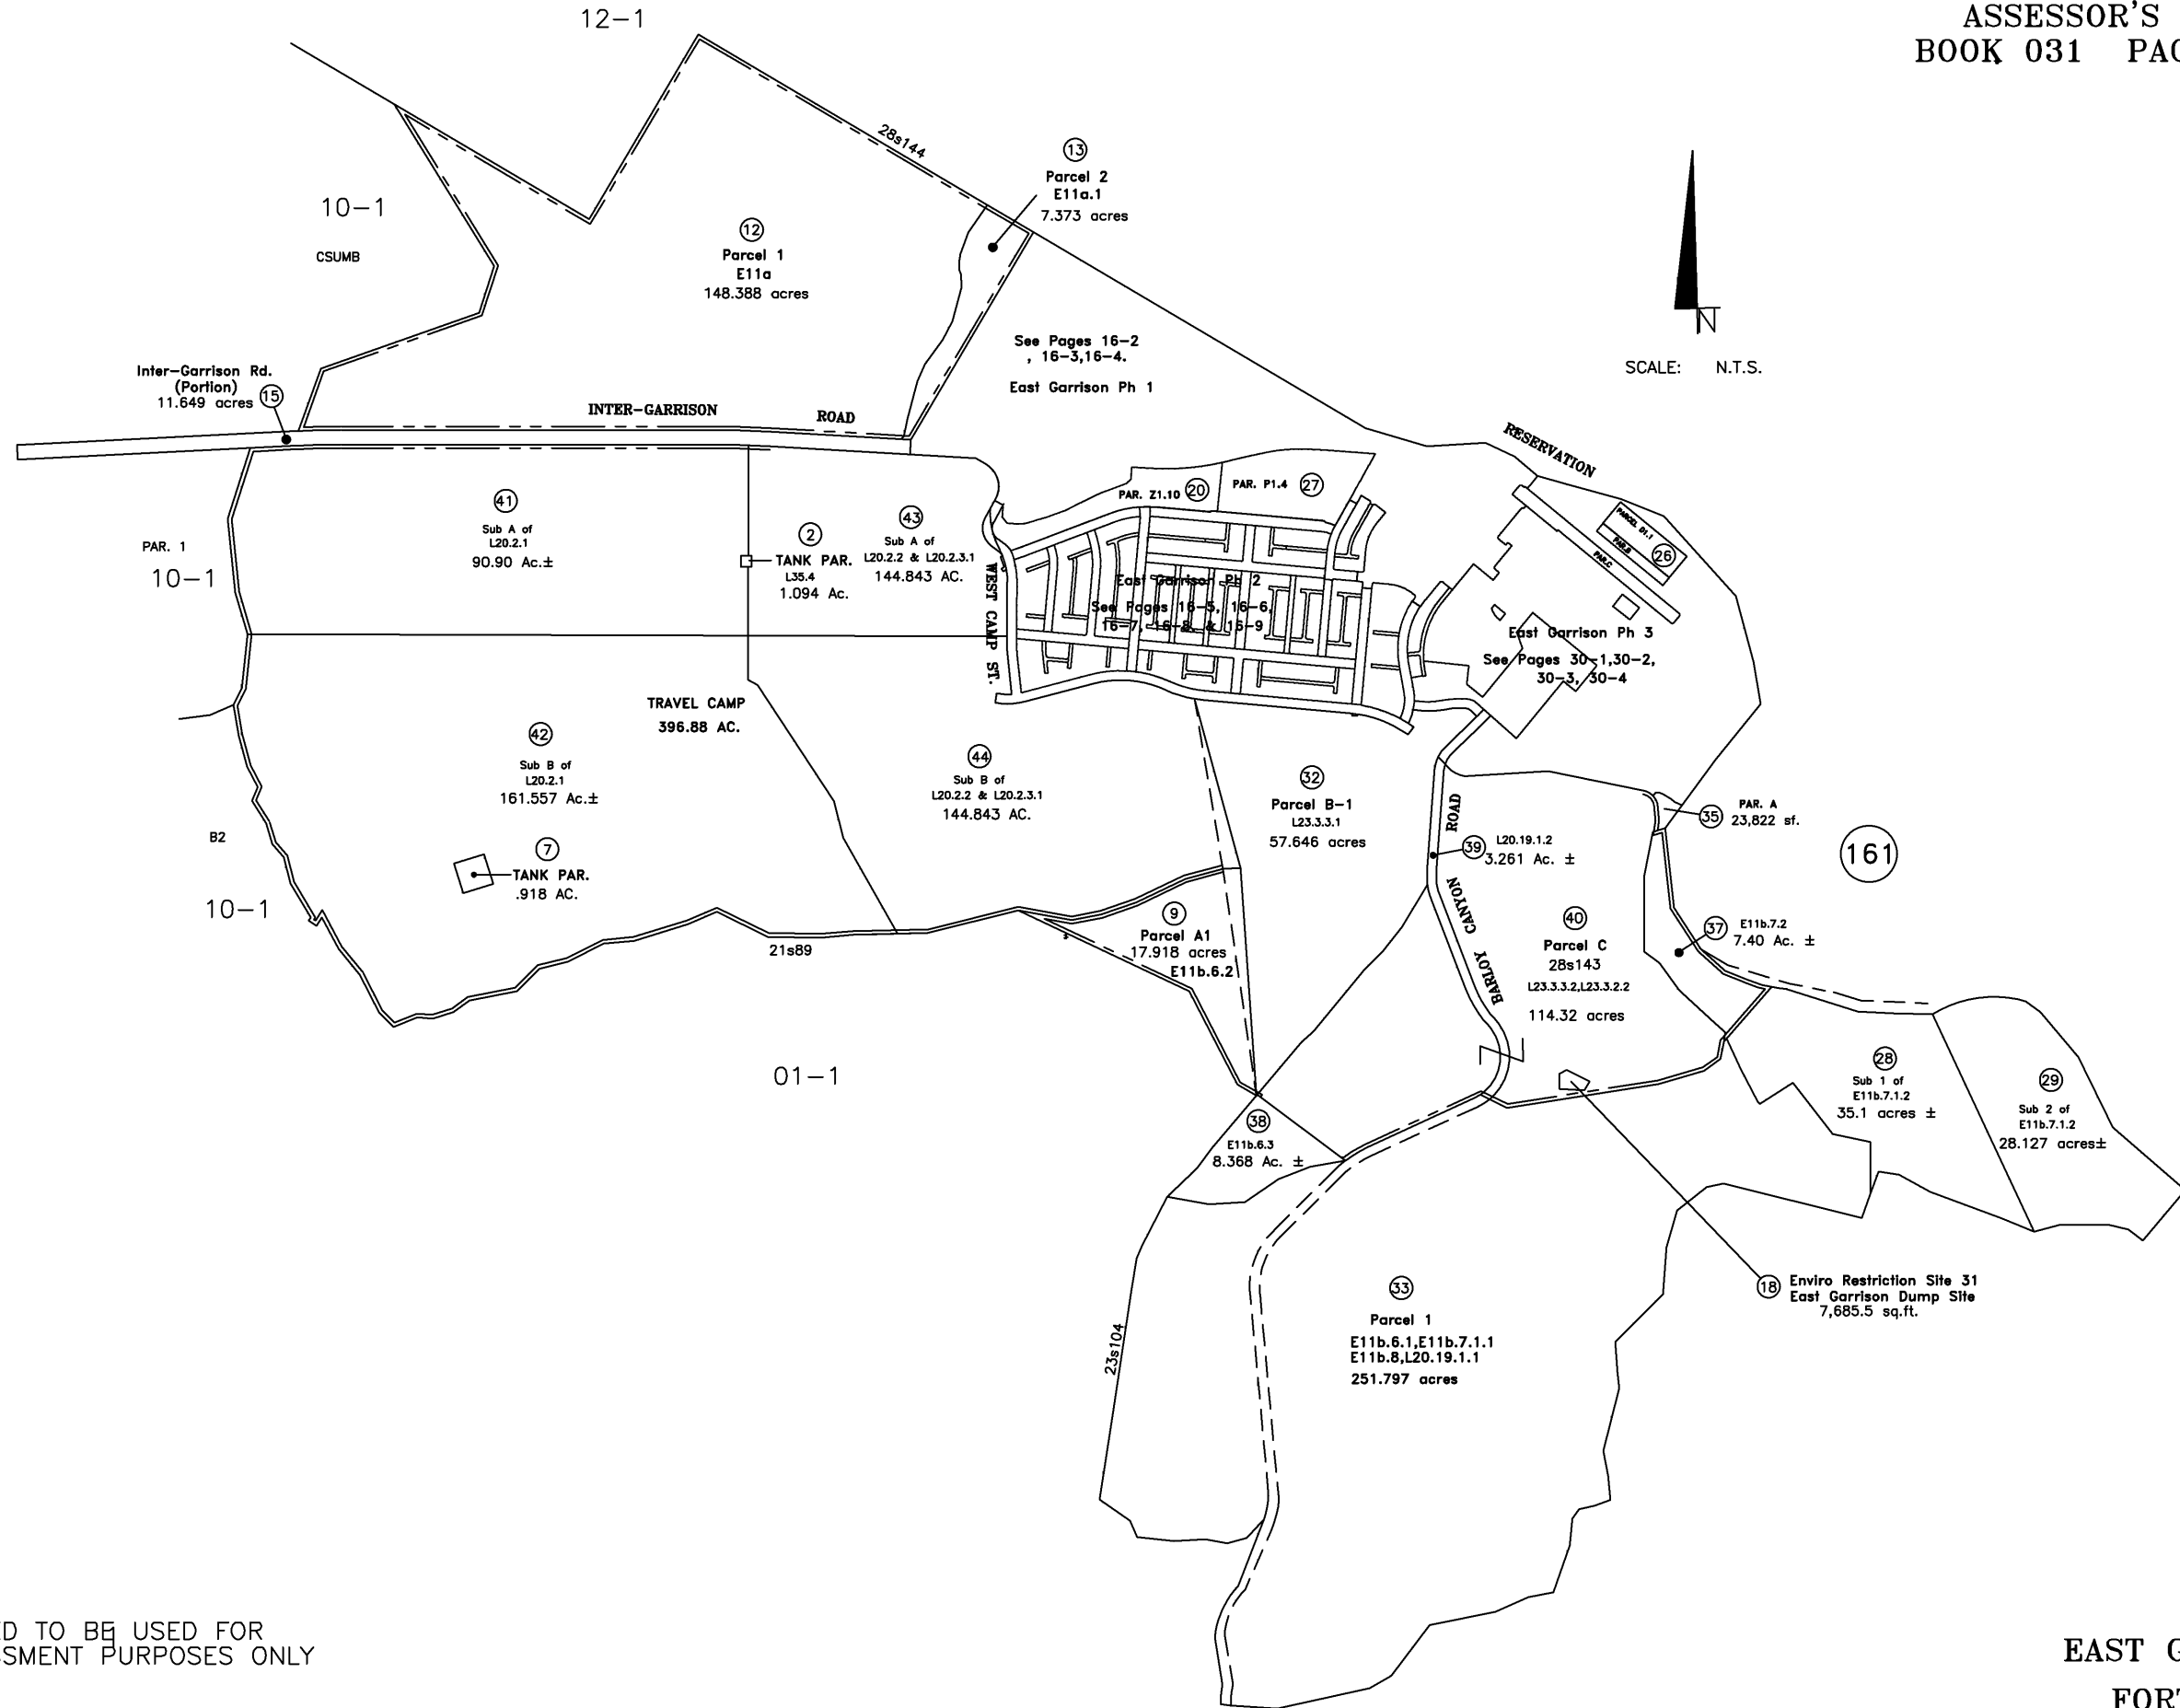 12-1
ASSESSOR'S
BOOK 031 PAG
28s144
13
Parcel 2
E11a.1
7.373 acres
10-1
CSUMB
12
Parcel 1
E11a
148.388 acres
N
SCALE: N.T.S.
See Pages 16-2
, 16-3,16-4.
East Garrison Ph 1
Inter-Garrison Rd.
(Portion)
11.649 acres
15
INTER-GARRISON ROAD
RESERVATION
41
Sub A of
L20.2.1
90.90 Ac.±
2
TANK PAR.
L35.4
1.094 Ac.
43
Sub A of
L20.2.2 & L20.2.3.1
144.843 AC.
PAR. Z1.10 20
PAR. P1.4 27
PARCEL D1.1
PAR.B
26
PAR.C
PAR. 1
10-1
WEST CAMP ST.
East Garrison Ph 2
See Pages 16-5, 16-6,
16-7, 16-8, & 16-9
East Garrison Ph 3
See Pages 30-1,30-2,
30-3, 30-4
TRAVEL CAMP
396.88 AC.
42
Sub B of
L20.2.1
161.557 Ac.±
44
Sub B of
L20.2.2 & L20.2.3.1
144.843 AC.
32
Parcel B-1
L23.3.3.1
57.646 acres
BARLOY CANYON ROAD
39
L20.19.1.2
3.261 Ac. ±
35
PAR. A
23,822 sf.
161
B2
10-1
7
TANK PAR.
.918 AC.
21s89
9
Parcel A1
17.918 acres
E11b.6.2
40
Parcel C
28s143
L23.3.3.2,L23.3.2.2
114.32 acres
37
E11b.7.2
7.40 Ac. ±
01-1
28
Sub 1 of
E11b.7.1.2
35.1 acres ±
29
Sub 2 of
E11b.7.1.2
28.127 acres±
38
E11b.6.3
8.368 Ac. ±
18
Enviro Restriction Site 31
East Garrison Dump Site
7,685.5 sq.ft.
23s104
33
Parcel 1
E11b.6.1,E11b.7.1.1
E11b.8,L20.19.1.1
251.797 acres
ED TO BE USED FOR
SSMENT PURPOSES ONLY
EAST G
FORT